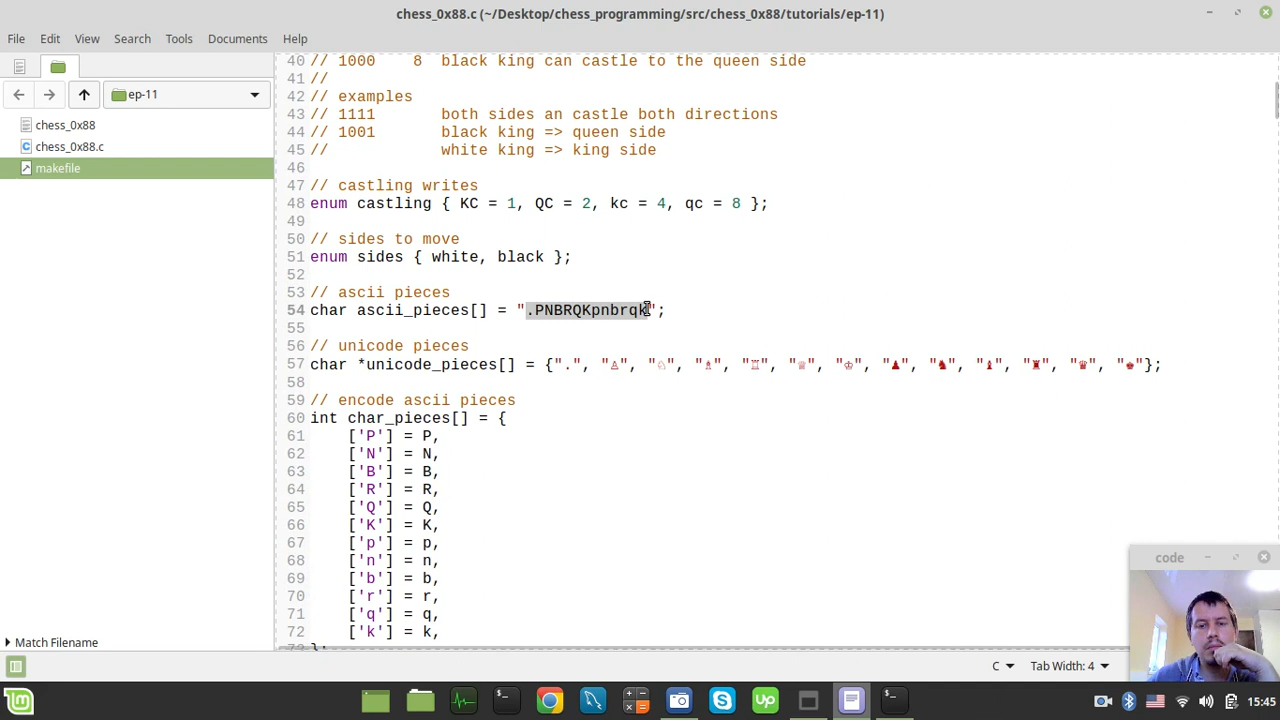 chess_0x88.c (~/Desktop/chess_programming/src/chess_0x88/tutorials/ep-11)
File Edit View Search Tools Documents Help
ep-11
chess_0x88
chess_0x88.c
makefile
Match Filename
40 // 1000    8  black king can castle to the queen side
41 //
42 // examples
43 // 1111       both sides an castle both directions
44 // 1001       black king => queen side
45 //            white king => king side
46
47 // castling writes
48 enum castling { KC = 1, QC = 2, kc = 4, qc = 8 };
49
50 // sides to move
51 enum sides { white, black };
52
53 // ascii pieces
54 char ascii_pieces[] = ".PNBRQKpnbrqk";
55
56 // unicode pieces
57 char *unicode_pieces[] = {".", "♙", "♘", "♗", "♖", "♕", "♔", "♟", "♞", "♝", "♜", "♛", "♚"};
58
59 // encode ascii pieces
60 int char_pieces[] = {
61     ['P'] = P,
62     ['N'] = N,
63     ['B'] = B,
64     ['R'] = R,
65     ['Q'] = Q,
66     ['K'] = K,
67     ['p'] = p,
68     ['n'] = n,
69     ['b'] = b,
70     ['r'] = r,
71     ['q'] = q,
72     ['k'] = k,
73 };
code
C Tab Width: 4
15:45